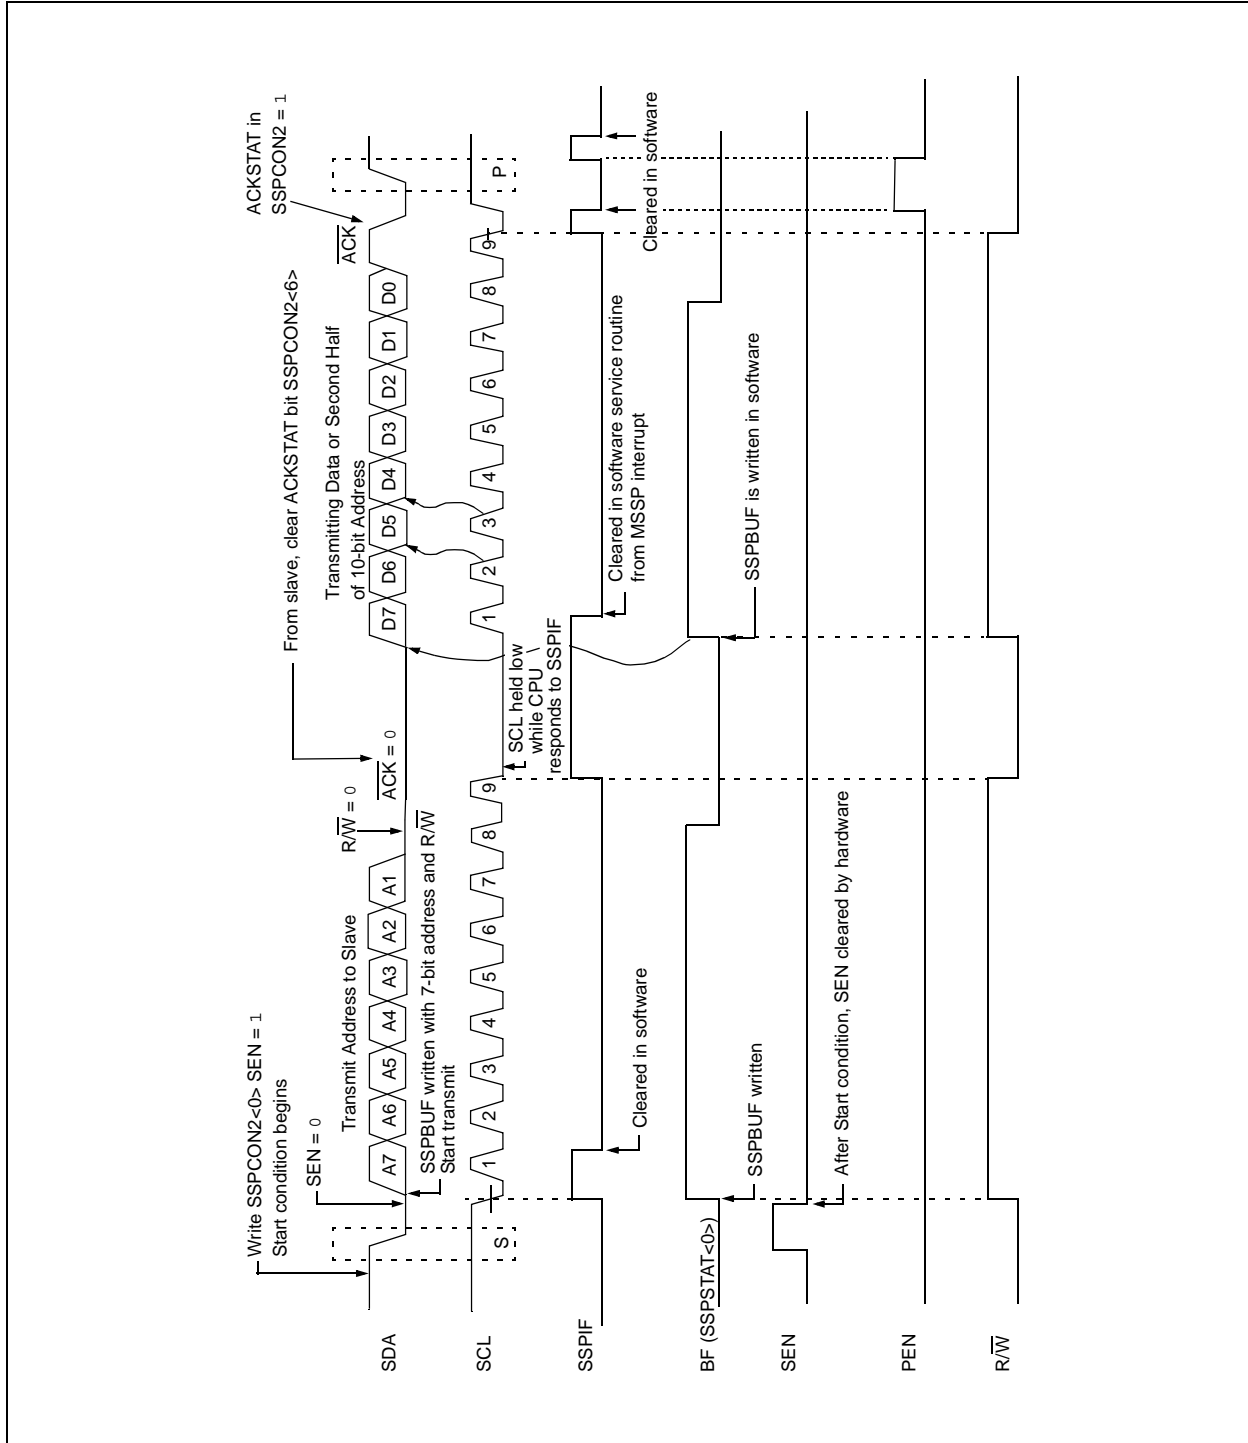 Write SSPCON2<0> SEN = 1
Start condition begins
SEN = 0
Transmit Address to Slave
R/W = 0
From slave, clear ACKSTAT bit SSPCON2<6>
ACK = 0
Transmitting Data or Second Half
of 10-bit Address
ACKSTAT in
SSPCON2 = 1
ACK
SDA
A7 A6 A5 A4 A3 A2 A1
D7 D6 D5 D4 D3 D2 D1 D0
SSPBUF written with 7-bit address and R/W
Start transmit
SCL
S
1 2 3 4 5 6 7 8 9
1 2 3 4 5 6 7 8 9
P
SCL held low
while CPU
responds to SSPIF
SSPIF
Cleared in software
Cleared in software service routine
from MSSP interrupt
Cleared in software
BF (SSPSTAT<0>)
SSPBUF written
SSPBUF is written in software
SEN
After Start condition, SEN cleared by hardware
PEN
R/W